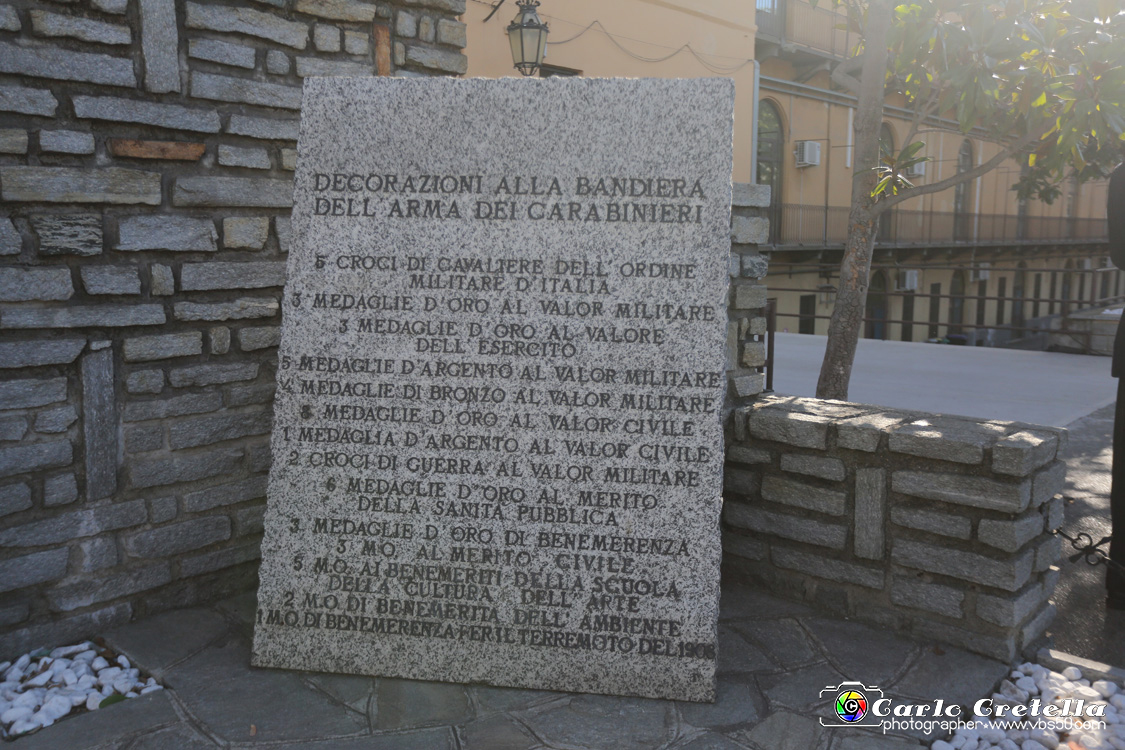 DECORAZIONI ALLA BANDIERA
DELL'ARMA DEI CARABINIERI
5 CROCI DI CAVALIERE DELL'ORDINE
MILITARE D'ITALIA
3 MEDAGLIE D'ORO AL VALOR MILITARE
3 MEDAGLIE D'ORO AL VALORE
DELL'ESERCITO
5 MEDAGLIE D'ARGENTO AL VALOR MILITARE
4 MEDAGLIE DI BRONZO AL VALOR MILITARE
MEDAGLIE D'ORO AL VALOR CIVILE
1 MEDAGLIA D'ARGENTO AL VALOR CIVILE
2 CROCI DI GUERRA AL VALOR MILITARE
6 MEDAGLIE D'ORO AL MERITO
DELLA SANITÀ PUBBLICA
3 MEDAGLIE D'ORO DI BENEMERENZA
3 M.O. AL MERITO CIVILE
5 M.O. AI BENEMERITI DELLA SCUOLA
DELLA CULTURA DELL'ARTE
2 M.O. DI BENEMERITA DELL'AMBIENTE
1 M.O. DI BENEMERENZA PER IL TERREMOTO DEL 1908
Carlo Cretella
photographer @ www.vbs50.com